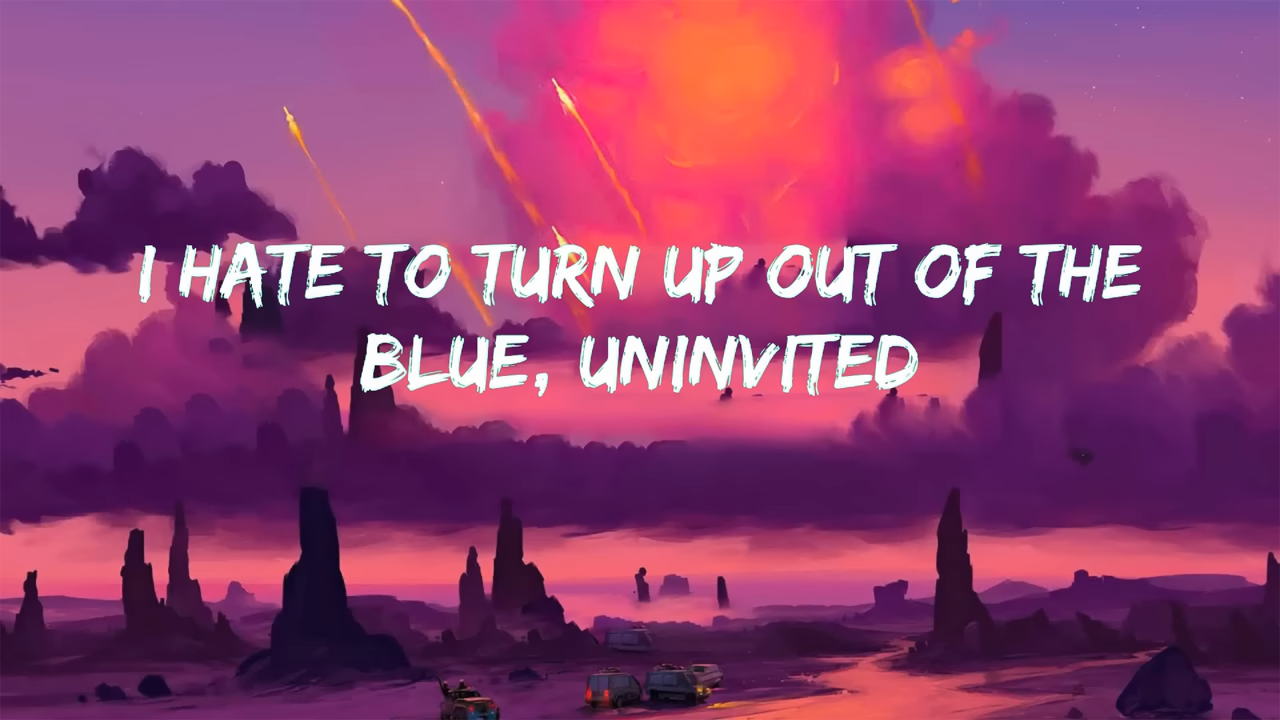 I HATE TO TURN UP OUT OF THE
BLUE, UNINVITED